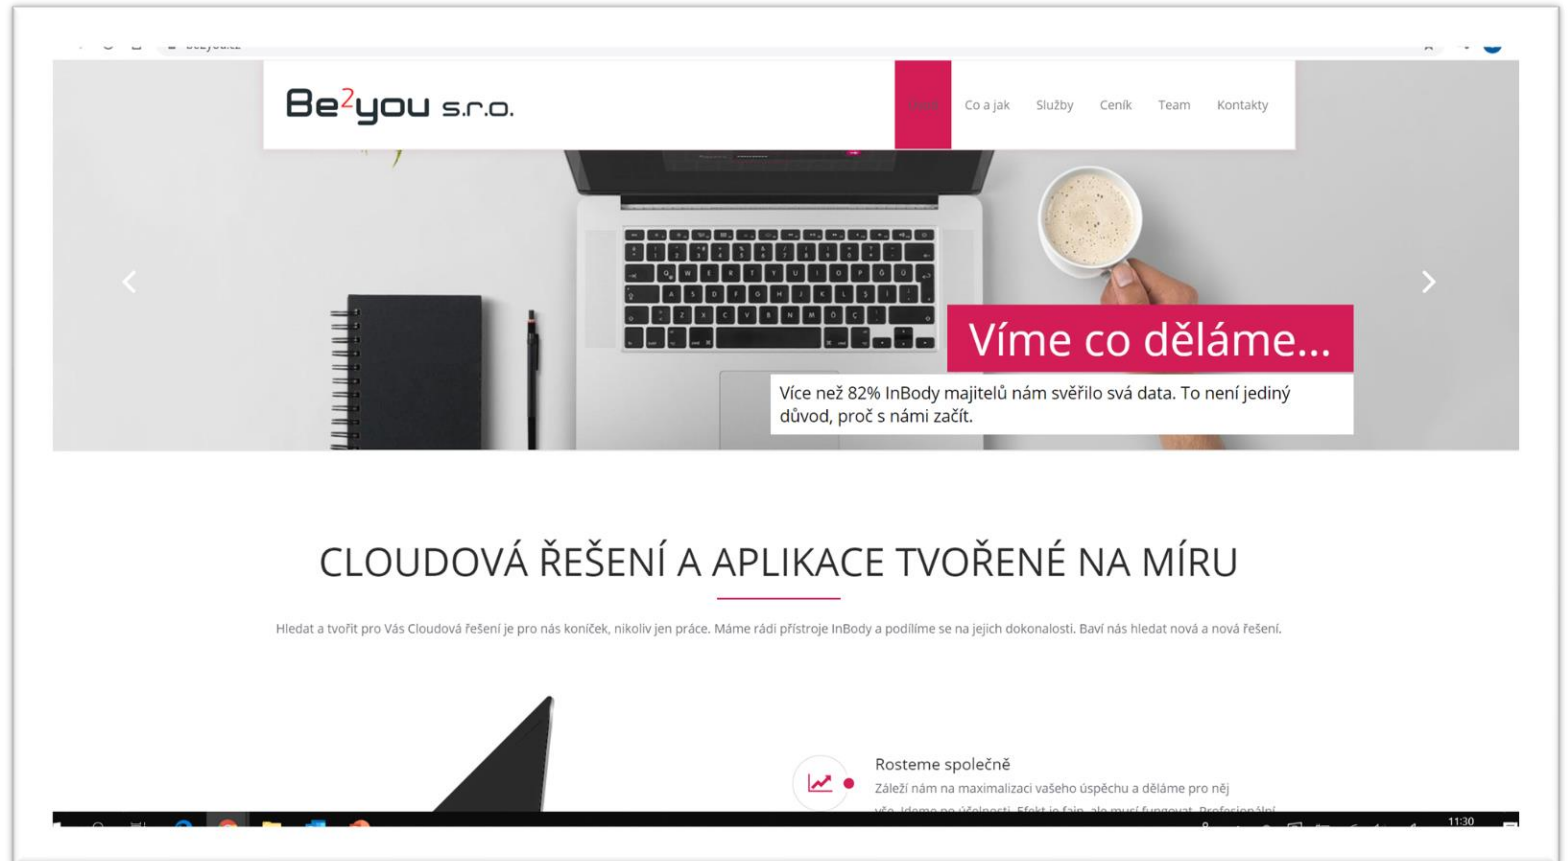 Be²you s.r.o.
Co a jak Služby Ceník Team Kontakty
Víme co děláme...
Více než 82% InBody majitelů nám svěřilo svá data. To není jediný
důvod, proč s námi začít.
CLOUDOVÁ ŘEŠENÍ A APLIKACE TVOŘENÉ NA MÍRU
Hledat a tvořit pro Vás Cloudová řešení je pro nás koníček, nikoliv jen práce. Máme rádi přístroje InBody a podílíme se na jejich dokonalosti. Baví nás hledat nová a nová řešení.
Rosteme společně
Záleží nám na maximalizaci vašeho úspěchu a děláme pro něj
11:30